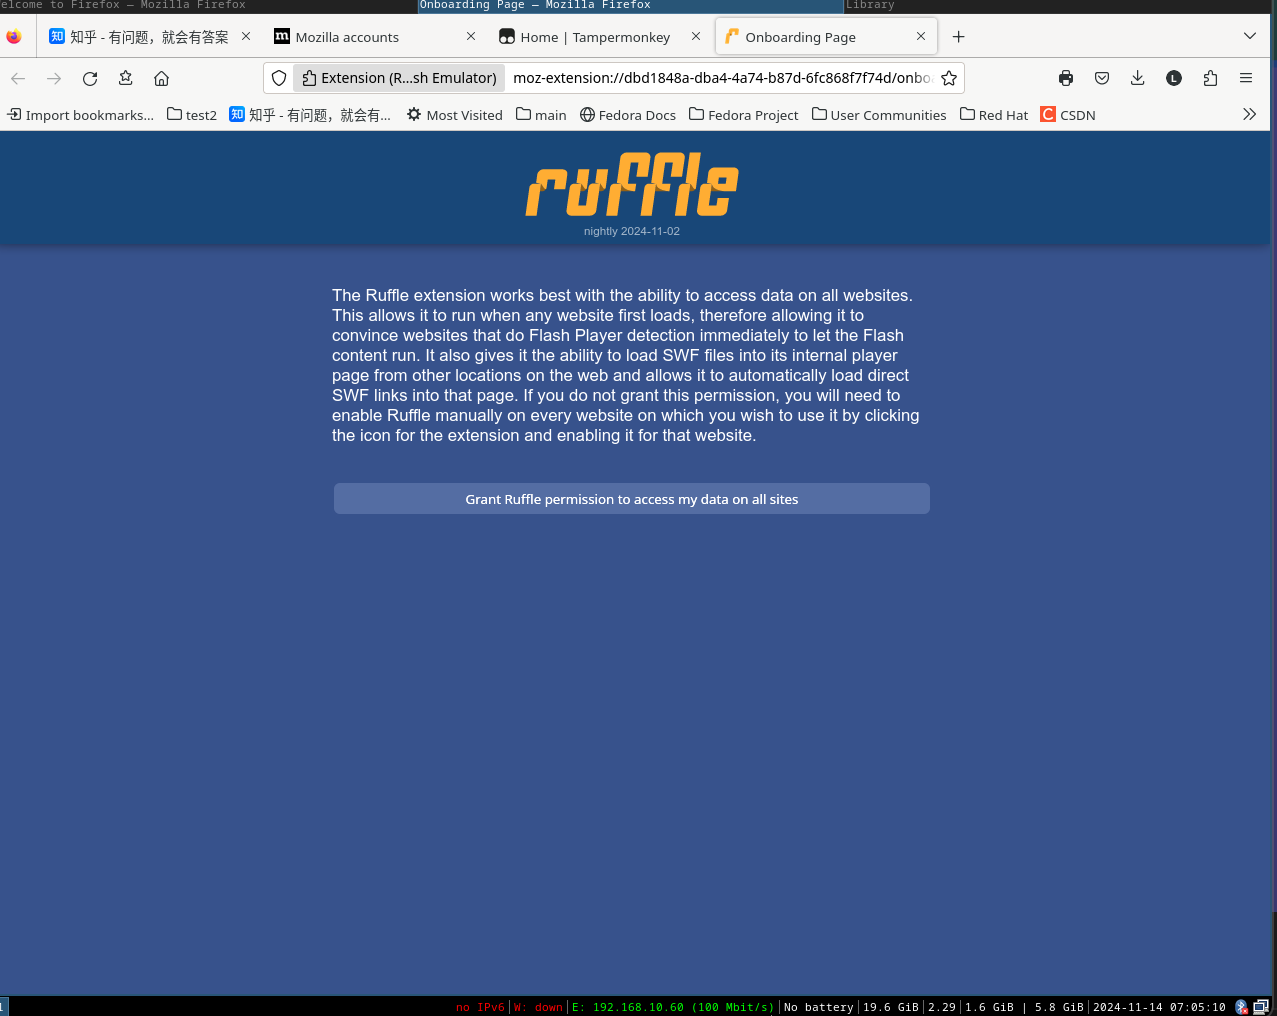 elcome to Firefox — Mozilla Firefox
Onboarding Page — Mozilla Firefox
Library
知乎 - 有问题，就会有答案
Mozilla accounts
Home | Tampermonkey
Onboarding Page
Extension (R...sh Emulator)
moz-extension://dbd1848a-dba4-4a74-b87d-6fc868f7f74d/onbo
L
Import bookmarks...
test2
知乎 - 有问题，就会有...
Most Visited
main
Fedora Docs
Fedora Project
User Communities
Red Hat
CSDN
ruffle
nightly 2024-11-02
The Ruffle extension works best with the ability to access data on all websites.
This allows it to run when any website first loads, therefore allowing it to
convince websites that do Flash Player detection immediately to let the Flash
content run. It also gives it the ability to load SWF files into its internal player
page from other locations on the web and allows it to automatically load direct
SWF links into that page. If you do not grant this permission, you will need to
enable Ruffle manually on every website on which you wish to use it by clicking
the icon for the extension and enabling it for that website.
Grant Ruffle permission to access my data on all sites
1
no IPv6|W: down|E: 192.168.10.60 (100 Mbit/s)|No battery|19.6 GiB|2.29|1.6 GiB | 5.8 GiB|2024-11-14 07:05:10